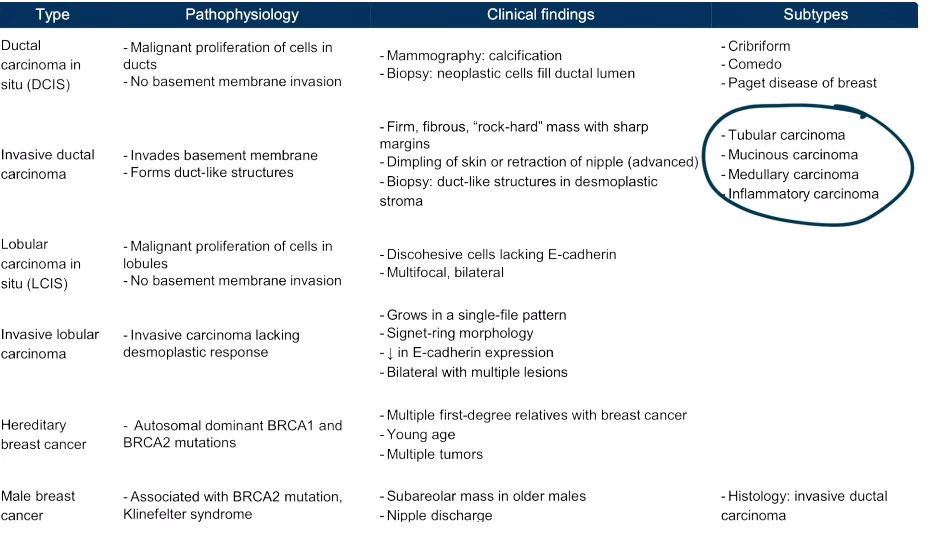 Type Pathophysiology Clinical findings Subtypes
Ductal
carcinoma in
situ (DCIS)
- Malignant proliferation of cells in
ducts
- No basement membrane invasion
- Mammography: calcification
- Biopsy: neoplastic cells fill ductal lumen
- Cribriform
- Comedo
- Paget disease of breast
Invasive ductal
carcinoma
- Invades basement membrane
- Forms duct-like structures
- Firm, fibrous, “rock-hard” mass with sharp
margins
- Dimpling of skin or retraction of nipple (advanced)
- Biopsy: duct-like structures in desmoplastic
stroma
- Tubular carcinoma
- Mucinous carcinoma
- Medullary carcinoma
- Inflammatory carcinoma
Lobular
carcinoma in
situ (LCIS)
- Malignant proliferation of cells in
lobules
- No basement membrane invasion
- Discohesive cells lacking E-cadherin
- Multifocal, bilateral
Invasive lobular
carcinoma
- Invasive carcinoma lacking
desmoplastic response
- Grows in a single-file pattern
- Signet-ring morphology
- ↓ in E-cadherin expression
- Bilateral with multiple lesions
Hereditary
breast cancer
- Autosomal dominant BRCA1 and
BRCA2 mutations
- Multiple first-degree relatives with breast cancer
- Young age
- Multiple tumors
Male breast
cancer
- Associated with BRCA2 mutation,
Klinefelter syndrome
- Subareolar mass in older males
- Nipple discharge
- Histology: invasive ductal
carcinoma